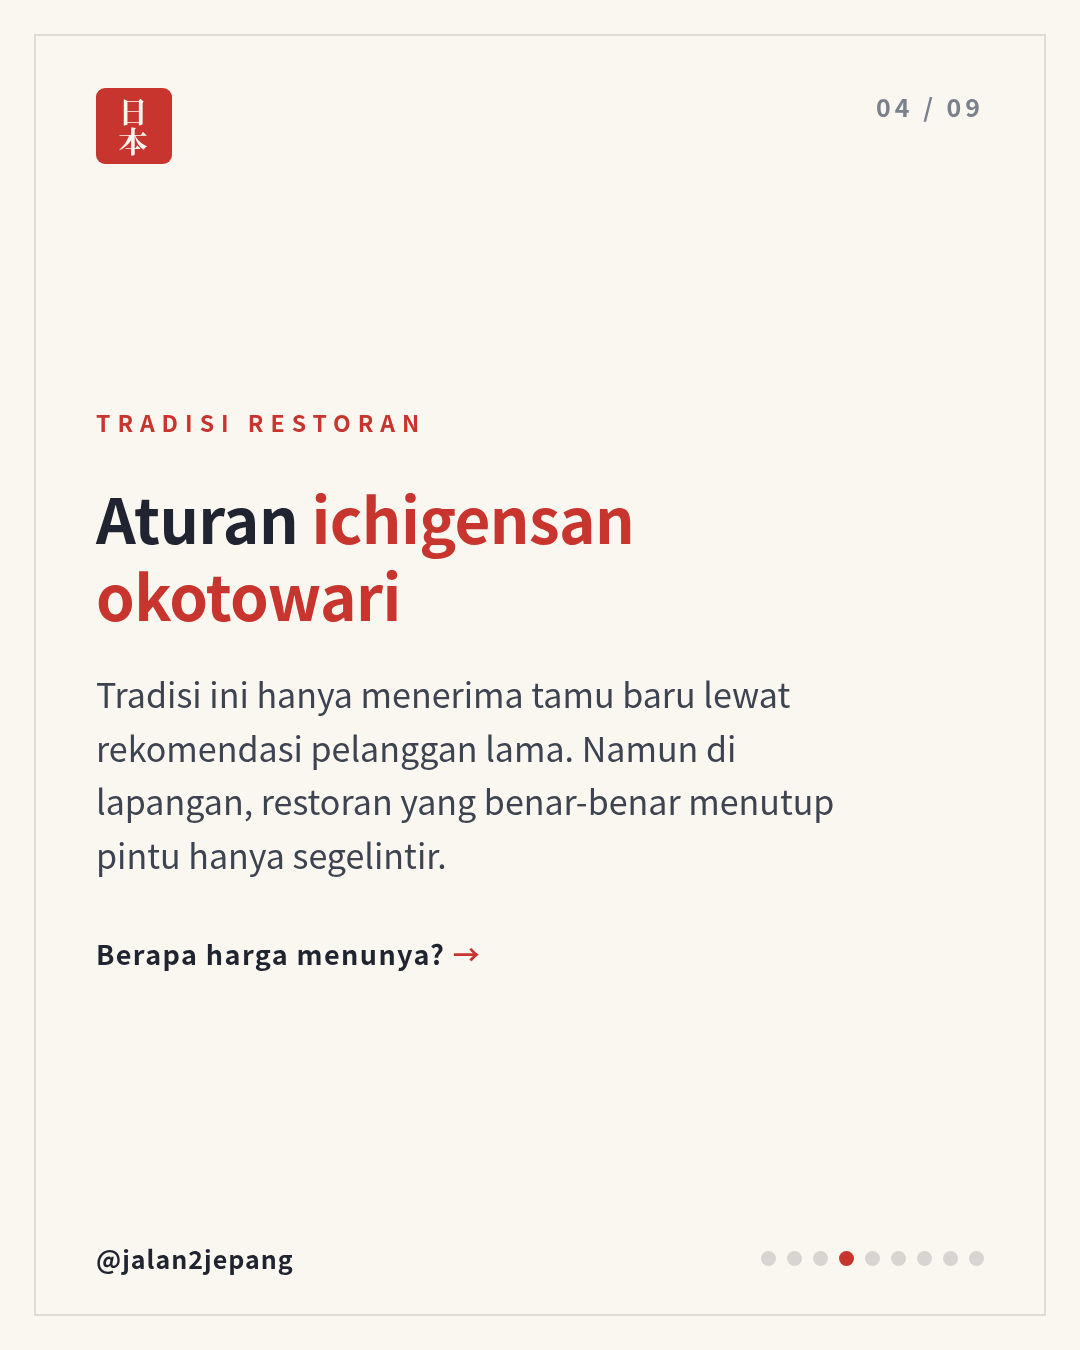 日
本
04 / 09
TRADISI RESTORAN
Aturan ichigensan
okotowari
Tradisi ini hanya menerima tamu baru lewat
rekomendasi pelanggan lama. Namun di
lapangan, restoran yang benar-benar menutup
pintu hanya segelintir.
Berapa harga menunya? →
@jalan2jepang